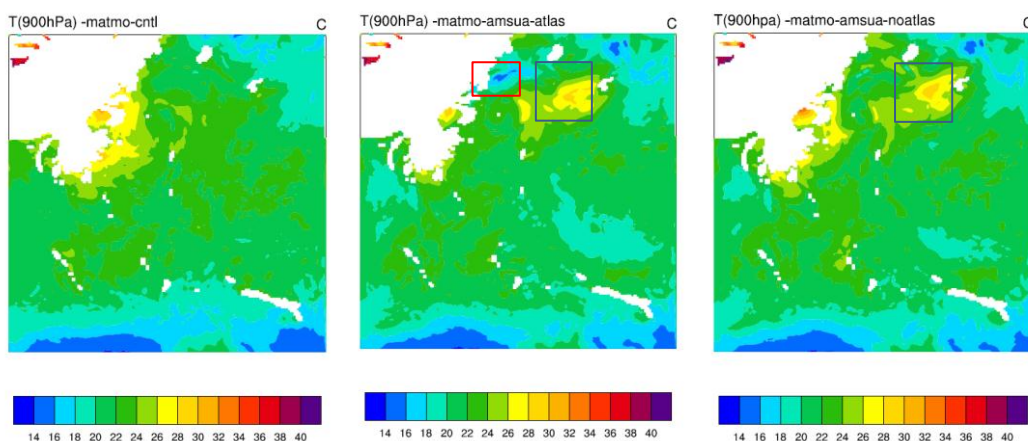 T(900hPa) -matmo-cntl C
T(900hPa) -matmo-amsua-atlas C
T(900hpa) -matmo-amsua-noatlas C
14 16 18 20 22 24 26 28 30 32 34 36 38 40
14 16 18 20 22 24 26 28 30 32 34 36 38 40
14 16 18 20 22 24 26 28 30 32 34 36 38 40